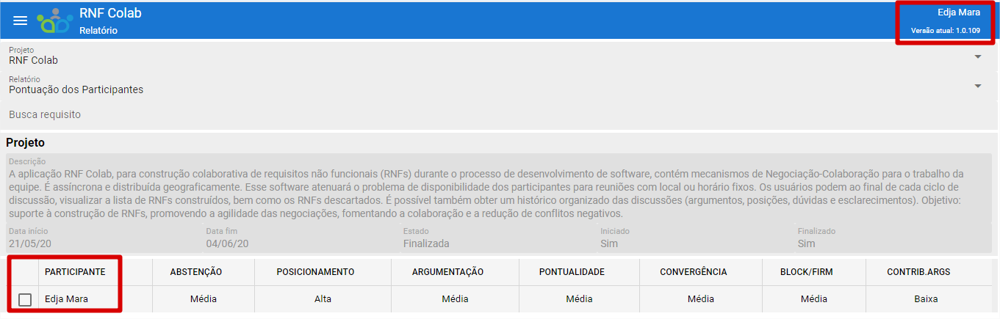 RNF Colab
Relatório
Edja Mara
Versão atual: 1.0.109
Projeto
RNF Colab
Relatório
Pontuação dos Participantes
Busca requisito
Projeto
Descrição
A aplicação RNF Colab, para construção colaborativa de requisitos não funcionais (RNFs) durante o processo de desenvolvimento de software, contém mecanismos de Negociação-Colaboração para o trabalho da
equipe. É assíncrona e distribuída geograficamente. Esse software atenuará o problema de disponibilidade dos participantes para reuniões com local ou horário fixos. Os usuários podem ao final de cada ciclo de
discussão, visualizar a lista de RNFs construídos, bem como os RNFs descartados. É possível também obter um histórico organizado das discussões (argumentos, posições, dúvidas e esclarecimentos). Objetivo:
suporte à construção de RNFs, promovendo a agilidade das negociações, fomentando a colaboração e a redução de conflitos negativos.
Data início Data fim Estado Iniciado Finalizado
21/05/20 04/06/20 Finalizada Sim Sim
PARTICIPANTE ABSTENÇÃO POSICIONAMENTO ARGUMENTAÇÃO PONTUALIDADE CONVERGÊNCIA BLOCK/FIRM CONTRIB.ARGS
Edja Mara Média Alta Média Média Média Média Baixa